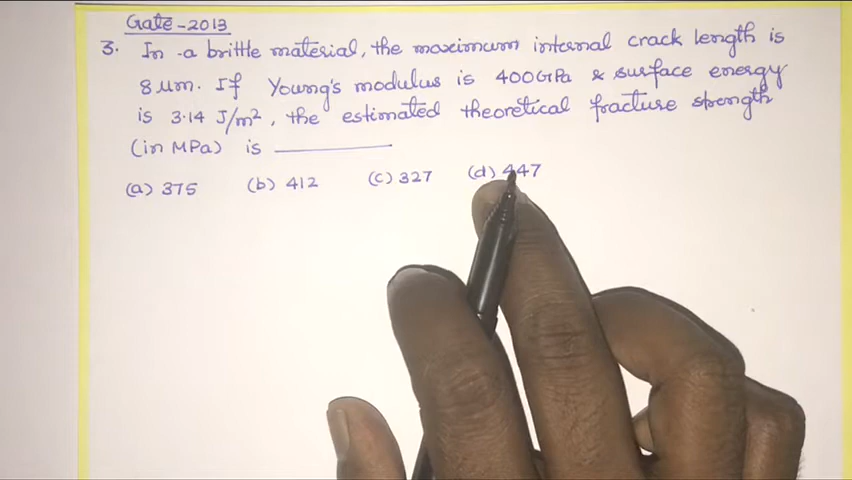 Gate-2013
3. In a brittle material, the maximum internal crack length is
8 μm. If Young's modulus is 400GPa & surface energy
is 3.14 J/m², the estimated theoretical fracture strength
(in MPa) is ________
(a) 375 (b) 412 (c) 327 (d) 447